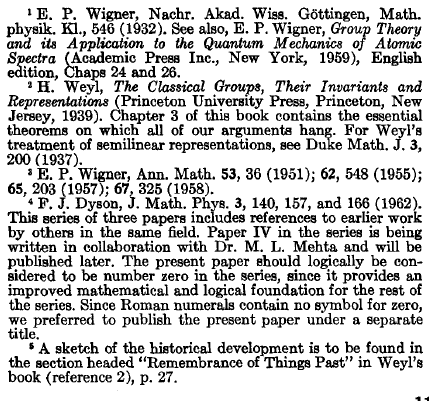 ¹ E. P. Wigner, Nachr. Akad. Wiss. Göttingen, Math.
physik. Kl., 546 (1932). See also, E. P. Wigner, Group Theory
and its Application to the Quantum Mechanics of Atomic
Spectra (Academic Press Inc., New York, 1959), English
edition, Chaps 24 and 26.
² H. Weyl, The Classical Groups, Their Invariants and
Representations (Princeton University Press, Princeton, New
Jersey, 1939). Chapter 3 of this book contains the essential
theorems on which all of our arguments hang. For Weyl's
treatment of semilinear representations, see Duke Math. J. 3,
200 (1937).
³ E. P. Wigner, Ann. Math. 53, 36 (1951); 62, 548 (1955);
65, 203 (1957); 67, 325 (1958).
⁴ F. J. Dyson, J. Math. Phys. 3, 140, 157, and 166 (1962).
This series of three papers includes references to earlier work
by others in the same field. Paper IV in the series is being
written in collaboration with Dr. M. L. Mehta and will be
published later. The present paper should logically be con-
sidered to be number zero in the series, since it provides an
improved mathematical and logical foundation for the rest of
the series. Since Roman numerals contain no symbol for zero,
we preferred to publish the present paper under a separate
title.
⁵ A sketch of the historical development is to be found in
the section headed "Remembrance of Things Past" in Weyl's
book (reference 2), p. 27.